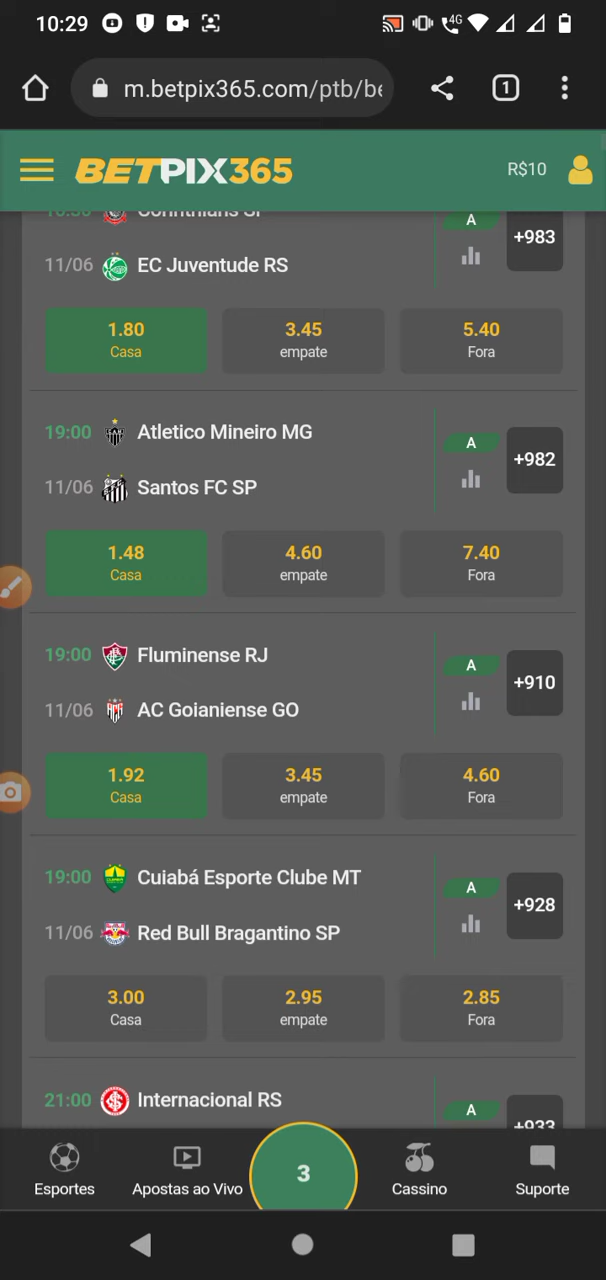 10:29 4G
m.betpix365.com/ptb/be 1
BETPIX365 R$10
Corinthians SP A
+983
11/06 EC Juventude RS
1.80 3.45 5.40
Casa empate Fora
19:00 Atletico Mineiro MG A
+982
11/06 Santos FC SP
1.48 4.60 7.40
Casa empate Fora
19:00 Fluminense RJ A
+910
11/06 AC Goianiense GO
1.92 3.45 4.60
Casa empate Fora
19:00 Cuiabá Esporte Clube MT A
+928
11/06 Red Bull Bragantino SP
3.00 2.95 2.85
Casa empate Fora
21:00 Internacional RS A
+933
3
Esportes Apostas ao Vivo Cassino Suporte